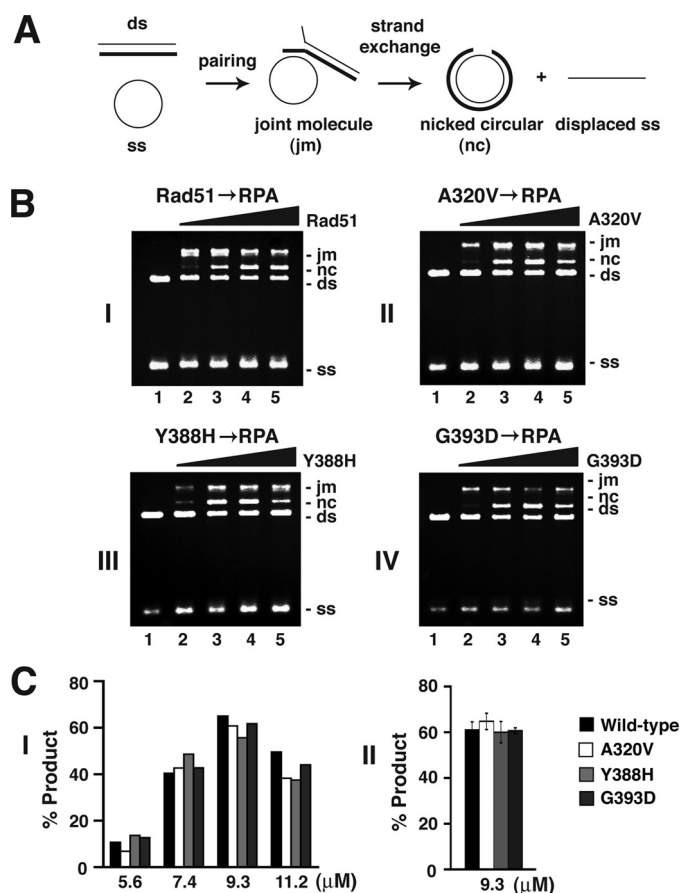 A
ds
ss
pairing
joint molecule
(jm)
strand
exchange
nicked circular
(nc)
+
displaced ss
B
Rad51→RPA
Rad51
- jm
- nc
- ds
- ss
I
1 2 3 4 5
A320V→RPA
A320V
- jm
- nc
- ds
- ss
II
1 2 3 4 5
Y388H→RPA
Y388H
- jm
- nc
- ds
- ss
III
1 2 3 4 5
G393D→RPA
G393D
- jm
- nc
- ds
- ss
IV
1 2 3 4 5
C
I
% Product
80
60
40
20
0
5.6 7.4 9.3 11.2 (μM)
II
% Product
80
60
40
20
0
9.3 (μM)
Wild-type
A320V
Y388H
G393D